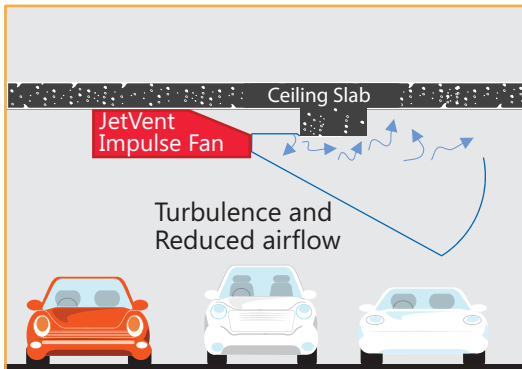 Ceiling Slab
JetVent
Impulse Fan
Turbulence and
Reduced airflow